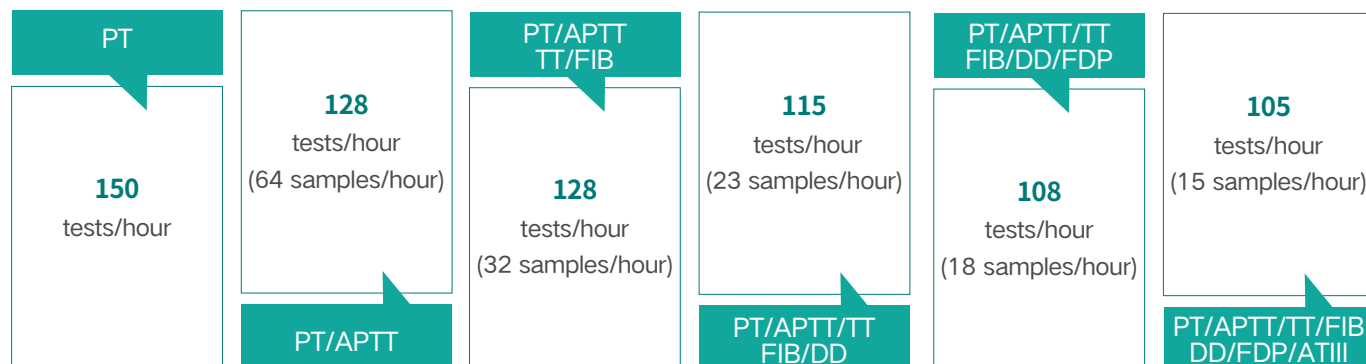 PT
150
tests/hour
128
tests/hour
(64 samples/hour)
PT/APTT
PT/APTT
TT/FIB
128
tests/hour
(32 samples/hour)
115
tests/hour
(23 samples/hour)
PT/APTT/TT
FIB/DD
PT/APTT/TT
FIB/DD/FDP
108
tests/hour
(18 samples/hour)
105
tests/hour
(15 samples/hour)
PT/APTT/TT/FIB
DD/FDP/ATIII